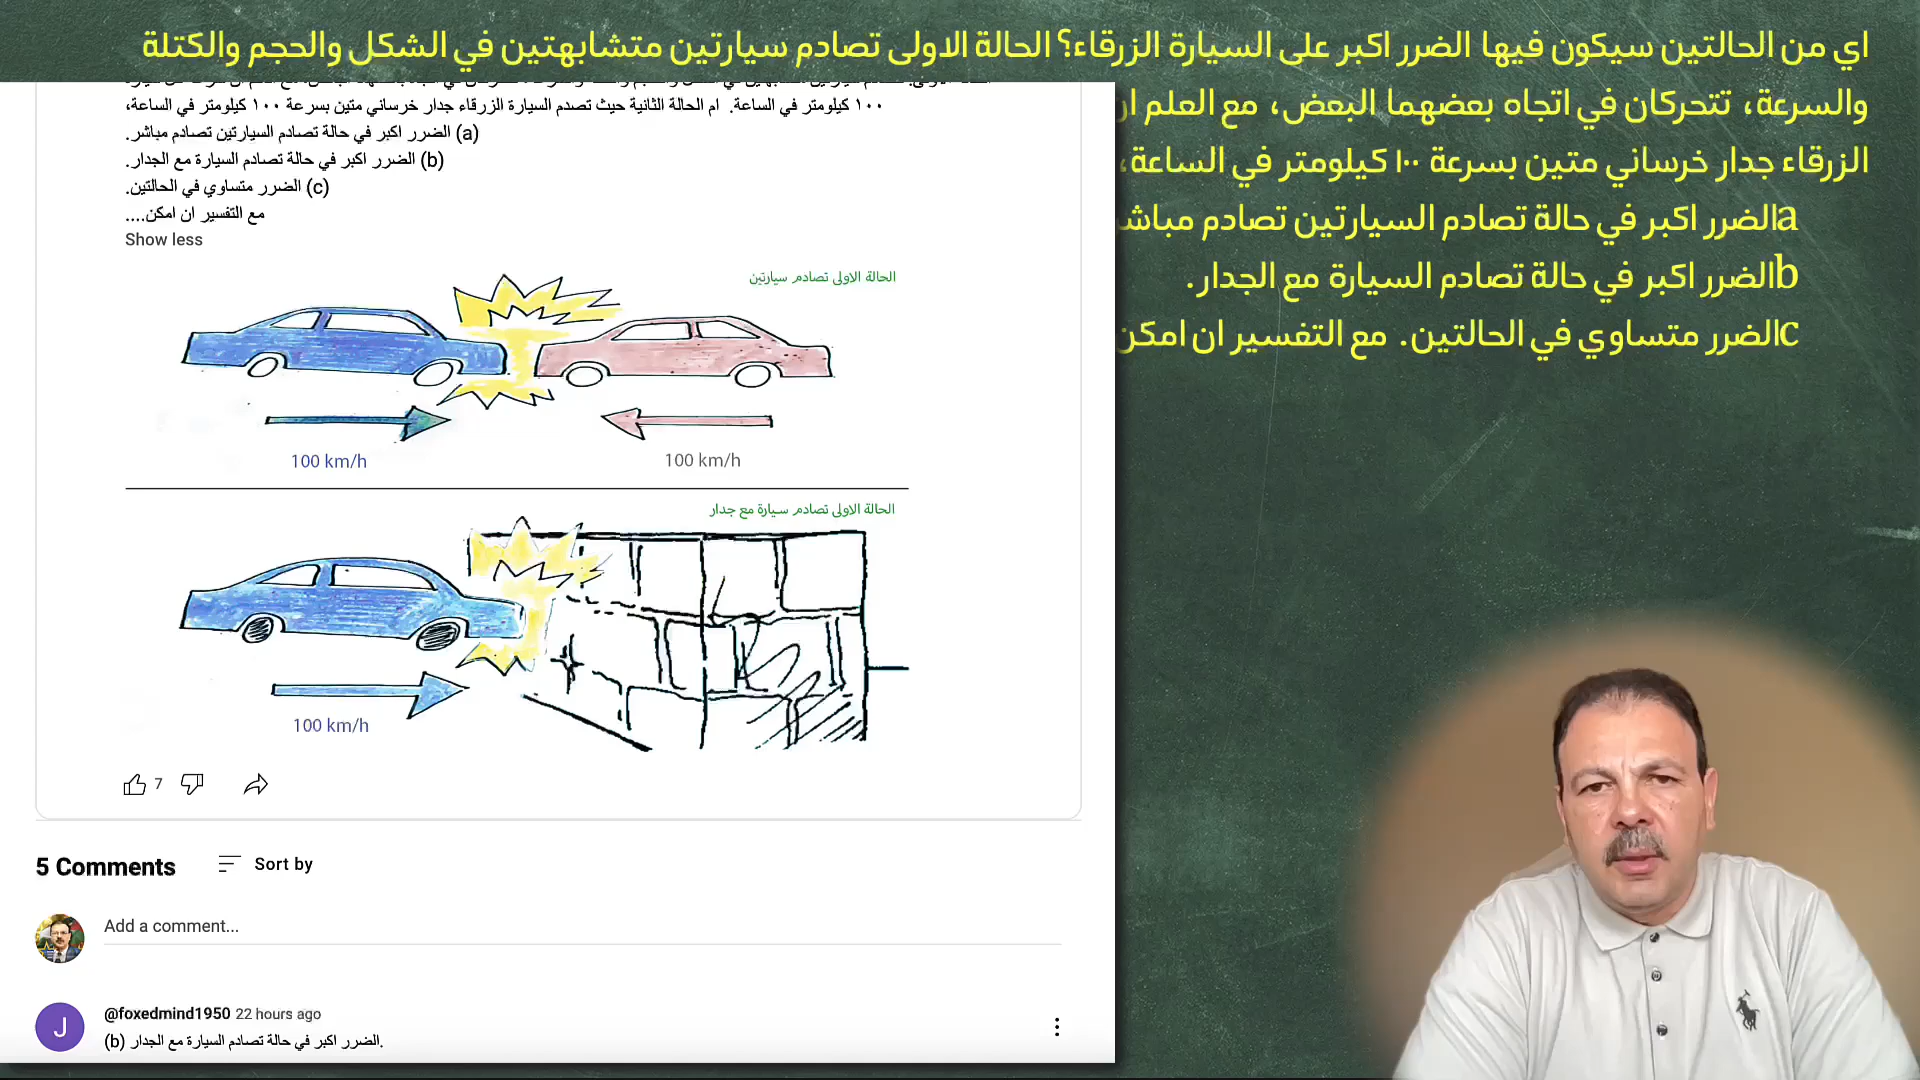 اي من الحالتين سيكون فيها الضرر اكبر على السيارة الزرقاء؟ الحالة الاولى تصادم سيارتين متشابهتين في الشكل والحجم والكتلة
والسرعة، تتحركان في اتجاه بعضهما البعض، مع العلم ان
الزرقاء جدار خرساني متين بسرعة ١٠٠ كيلومتر في الساعة،
aالضرر اكبر في حالة تصادم السيارتين تصادم مباش
bالضرر اكبر في حالة تصادم السيارة مع الجدار.
cالضرر متساوي في الحالتين. مع التفسير ان امكن
١٠٠ كيلومتر في الساعة. ام الحالة الثانية حيث تصدم السيارة الزرقاء جدار خرساني متين بسرعة ١٠٠ كيلومتر في الساعة،
(a) الضرر اكبر في حالة تصادم السيارتين تصادم مباشر.
(b) الضرر اكبر في حالة تصادم السيارة مع الجدار.
(c) الضرر متساوي في الحالتين.
مع التفسير ان امكن....
Show less
الحالة الاولى تصادم سيارتين
100 km/h
100 km/h
الحالة الاولى تصادم سيارة مع جدار
100 km/h
7
5 Comments
Sort by
Add a comment...
J
@foxedmind1950 22 hours ago
(b) الضرر اكبر في حالة تصادم السيارة مع الجدار.